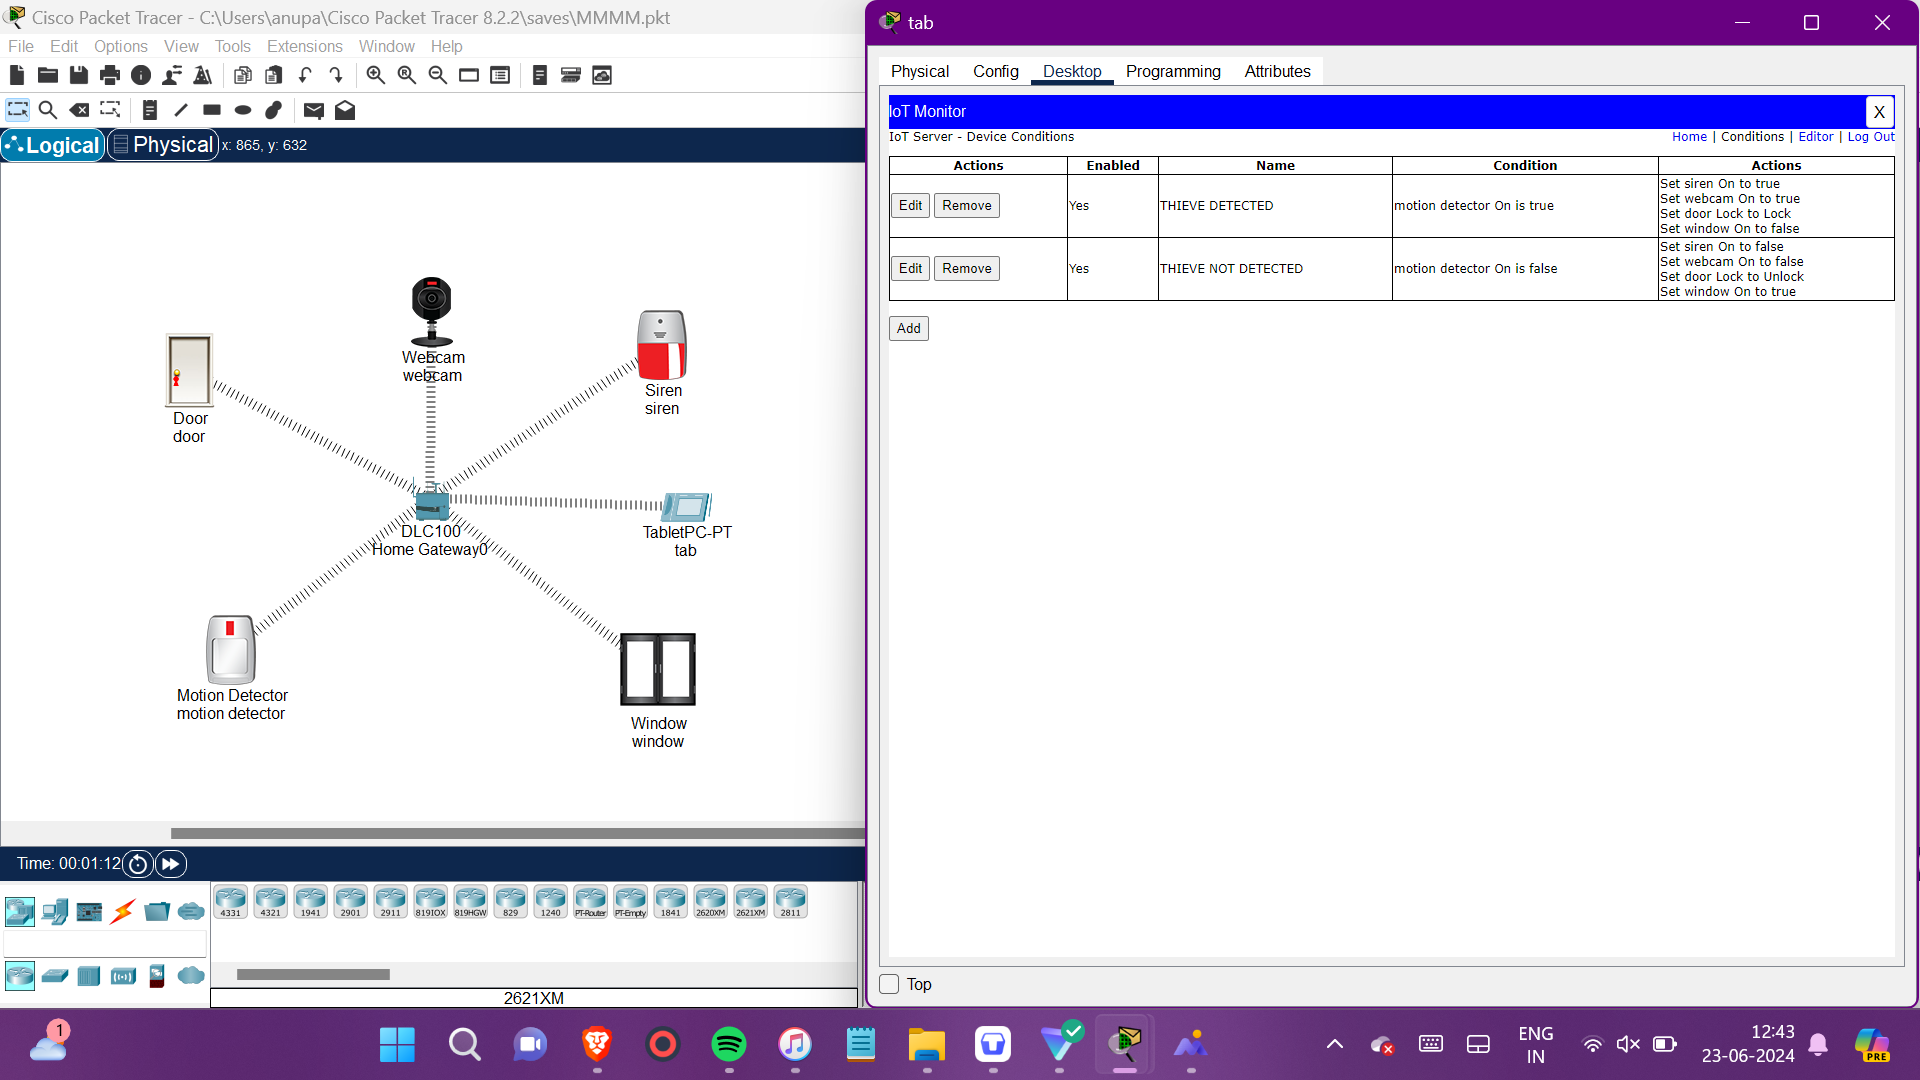 Cisco Packet Tracer - C:\Users\anupa\Cisco Packet Tracer 8.2.2\saves\MMMM.pkt
File Edit Options View Tools Extensions Window Help
Logical Physical x: 865, y: 632
Webcam
webcam
Siren
siren
Door
door
DLC100
Home Gateway0
TabletPC-PT
tab
Motion Detector
motion detector
Window
window
Time: 00:01:12
4331 4321 1941 2901 2911 819IOX 819HGW 829 1240 PT-Router PT-Empty 1841 2620XM 2621XM 2811
2621XM
tab
Physical Config Desktop Programming Attributes
IoT Monitor X
IoT Server - Device Conditions Home | Conditions | Editor | Log Out
Actions Enabled Name Condition Actions
Edit Remove Yes THIEVE DETECTED motion detector On is true
Set siren On to true
Set webcam On to true
Set door Lock to Lock
Set window On to false
Edit Remove Yes THIEVE NOT DETECTED motion detector On is false
Set siren On to false
Set webcam On to false
Set door Lock to Unlock
Set window On to true
Add
Top
1
ENG
IN
12:43
23-06-2024
PRE